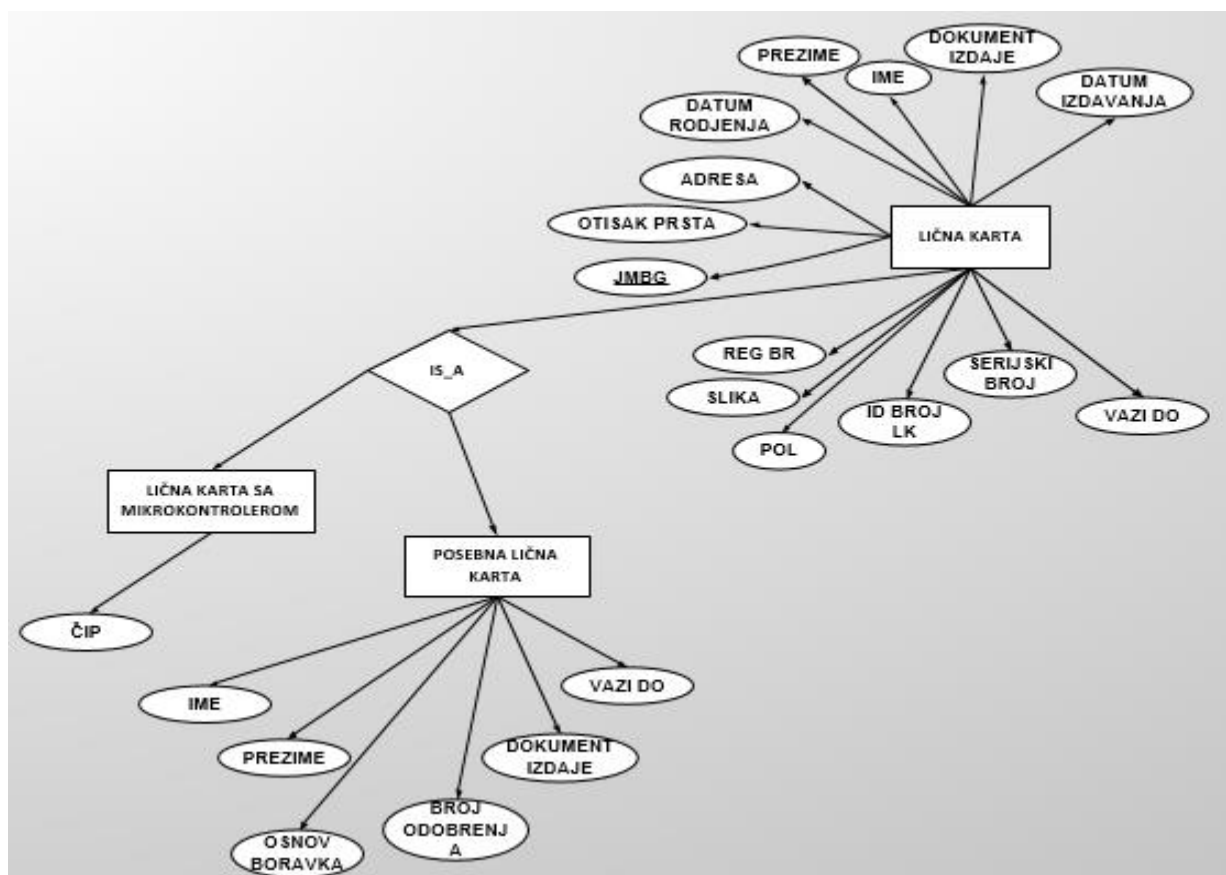 PREZIME
IME
DOKUMENT
IZDAJE
DATUM
IZDAVANJA
DATUM
RODJENJA
ADRESA
OTISAK PRSTA
JMBG
LIČNA KARTA
IS_A
REG BR
SLIKA
POL
ID BROJ
LK
SERIJSKI
BROJ
VAZI DO
LIČNA KARTA SA
MIKROKONTROLEROM
POSEBNA LIČNA
KARTA
ČIP
IME
PREZIME
OSNOV
BORAVKA
BROJ
ODOBRENJ
A
DOKUMENT
IZDAJE
VAZI DO